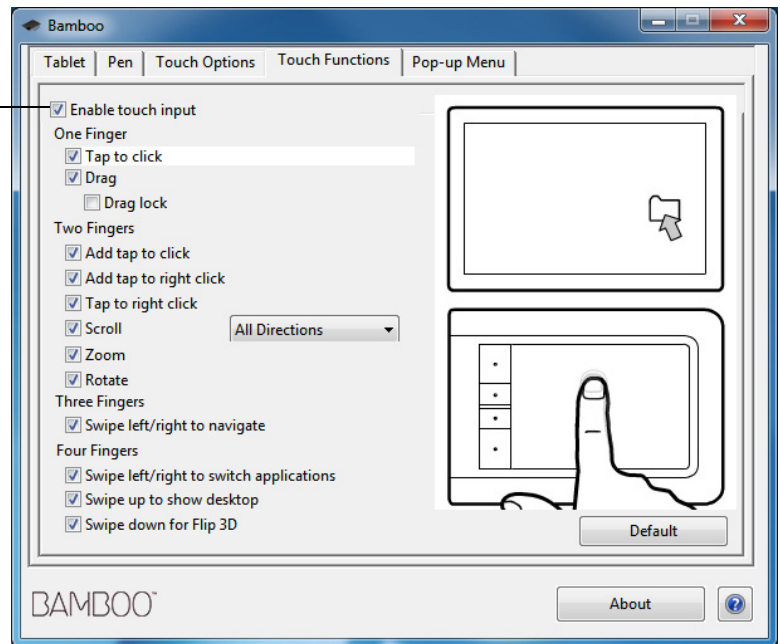 Bamboo
Tablet Pen Touch Options Touch Functions Pop-up Menu
Enable touch input
One Finger
Tap to click
Drag
Drag lock
Two Fingers
Add tap to click
Add tap to right click
Tap to right click
Scroll All Directions
Zoom
Rotate
Three Fingers
Swipe left/right to navigate
Four Fingers
Swipe left/right to switch applications
Swipe up to show desktop
Swipe down for Flip 3D
Default
BAMBOO™ About ?